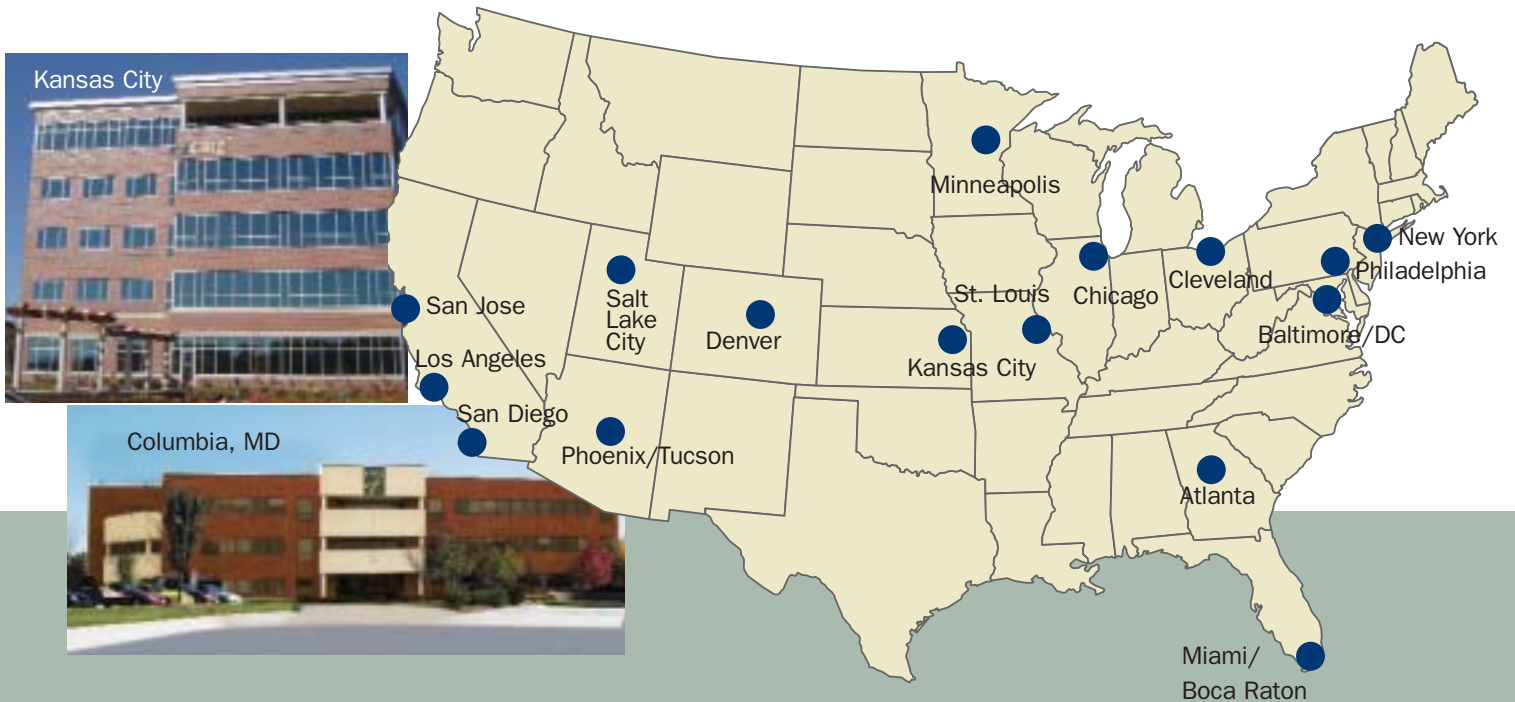 Kansas City
Minneapolis
New York
Philadelphia
Cleveland
St. Louis
Chicago
San Jose
Salt
Lake
City
Denver
Baltimore/DC
Los Angeles
Kansas City
San Diego
Columbia, MD
Phoenix/Tucson
Atlanta
Miami/
Boca Raton